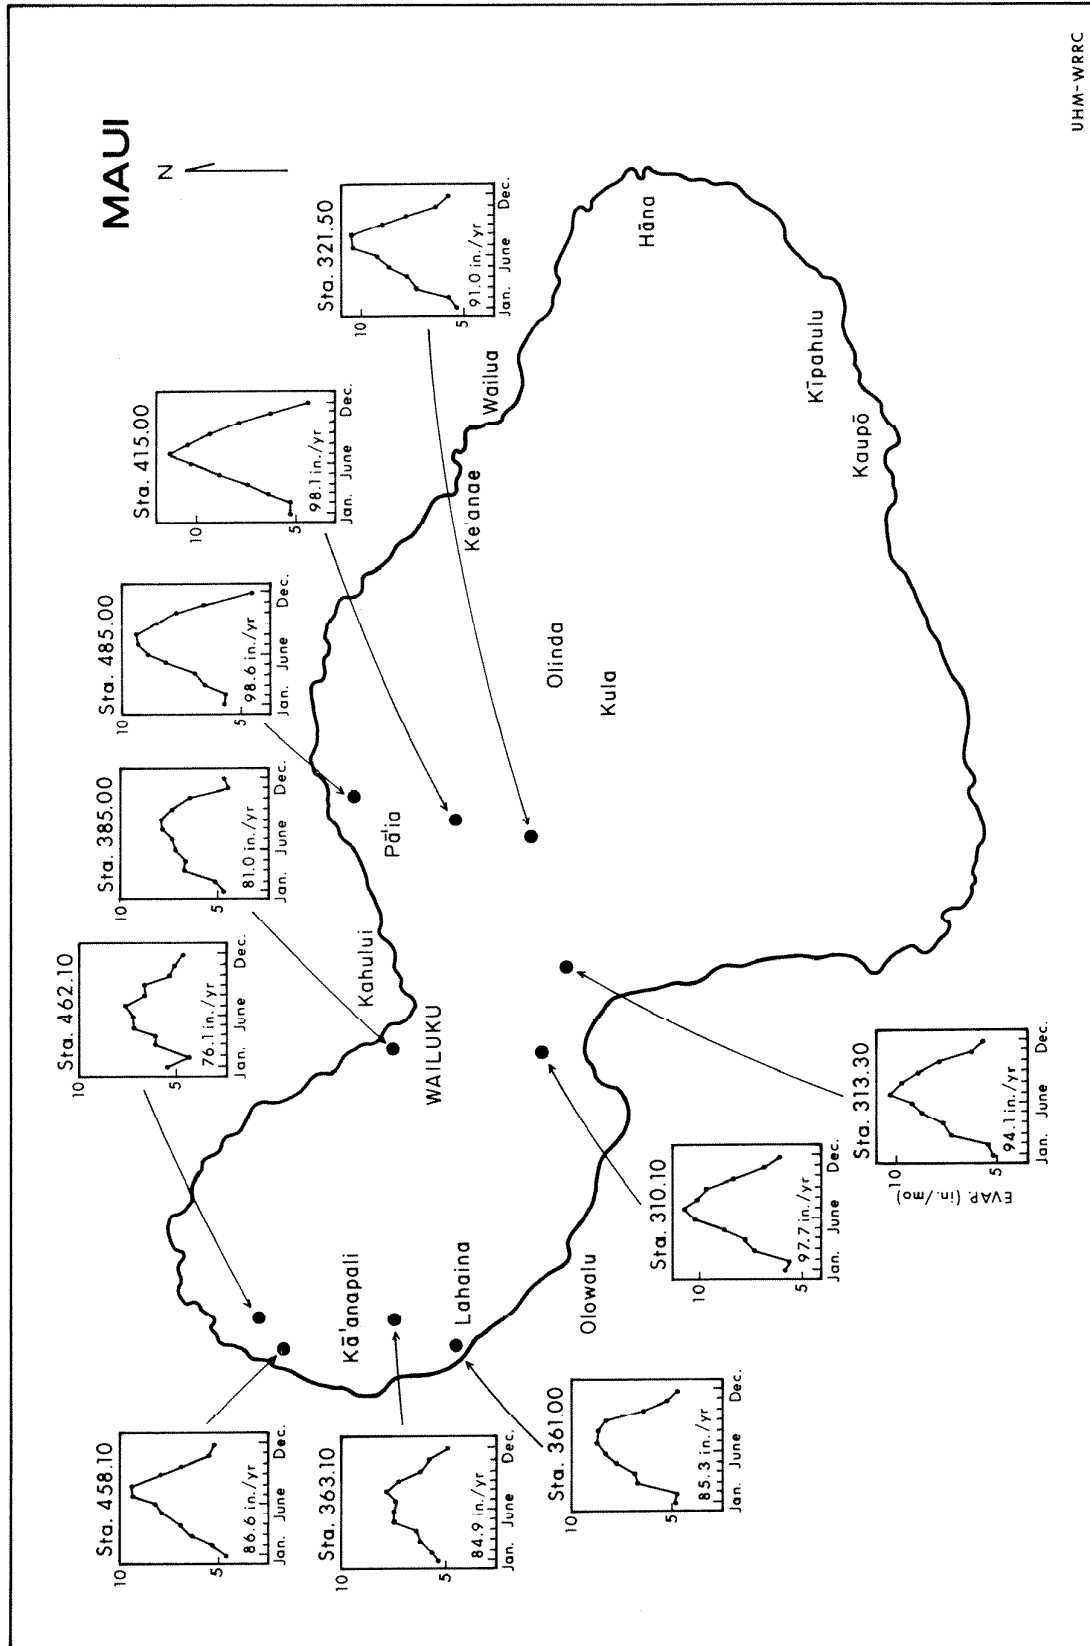 MAUI
N
Sta. 458.10
10
5
86.6 in./yr
Jan. June Dec.
Sta. 462.10
10
5
76.1 in./yr
Jan. June Dec.
Sta. 385.00
10
5
81.0 in./yr
Jan. June Dec.
Sta. 485.00
10
5
98.6 in./yr
Jan. June Dec.
Sta. 415.00
10
5
98.1 in./yr
Jan. June Dec.
Sta. 321.50
10
5
91.0 in./yr
Jan. June Dec.
Sta. 363.10
10
5
84.9 in./yr
Jan. June Dec.
Sta. 361.00
10
5
85.3 in./yr
Jan. June Dec.
Sta. 310.10
10
5
97.7 in./yr
Jan. June Dec.
Sta. 313.30
EVAP. (in./mo)
10
5
94.1 in./yr
Jan. June Dec.
Kā'anapali
Lahaina
Olowalu
WAILUKU
Kahului
Pā'ia
Ke'anae
Wailua
Olinda
Kula
Hāna
Kīpahulu
Kaupō
UHM-WRRC